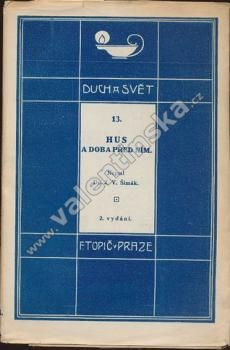 DUCH A SVĚT
13.
HUS
A DOBA PŘED NÍM.
Napsal
V. Šimák.
2. vydání.
F. TOPIČ V PRAZE
www.valentinska.cz